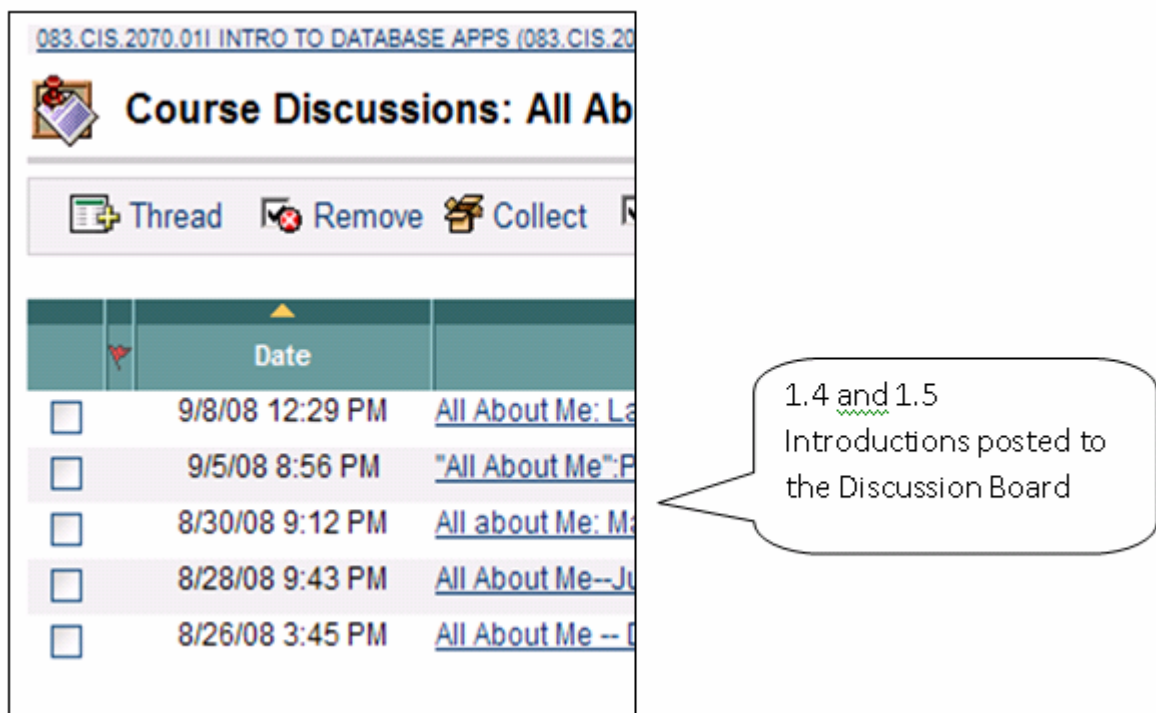 083.CIS.2070.01I INTRO TO DATABASE APPS (083.CIS.20
Course Discussions: All Ab
Thread Remove Collect
Date
9/8/08 12:29 PM All About Me: La
9/5/08 8:56 PM "All About Me":P
8/30/08 9:12 PM All about Me: Ma
8/28/08 9:43 PM All About Me--Ju
8/26/08 3:45 PM All About Me -- D
1.4 and 1.5
Introductions posted to
the Discussion Board